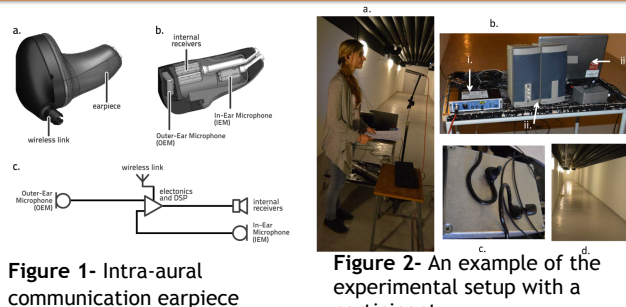 a.
b.
internal
receivers
earpiece
wireless link
In-Ear Microphone
(IEM)
Outer-Ear Microphone
(OEM)
c.
wireless link
Outer-Ear
Microphone
(OEM)
electonics
and DSP
internal
receivers
In-Ear
Microphone
(IEM)
Figure 1- Intra-aural
communication earpiece
a.
b.
i.
ii
ii.
c.
d.
Figure 2- An example of the
experimental setup with a